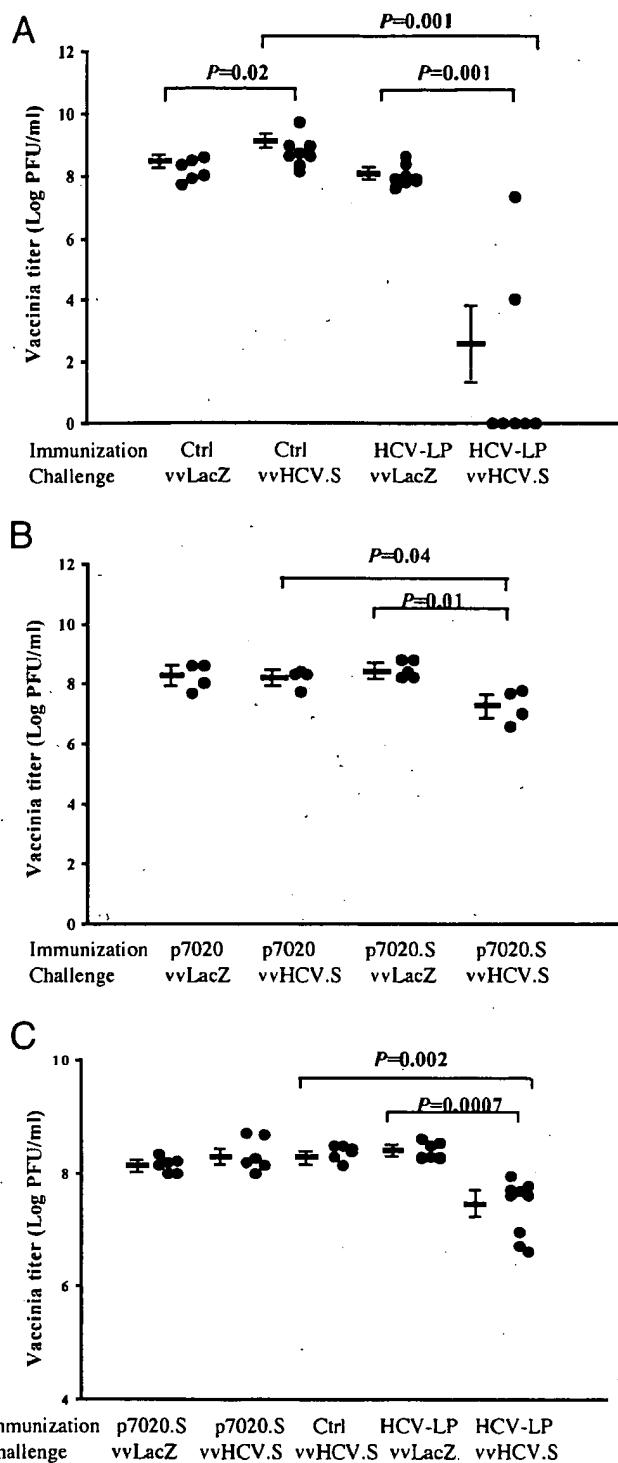 A
P=0.001
P=0.02
P=0.001
12
10
8
6
4
2
0
Vaccinia titer (Log PFU/ml)
Immunization Ctrl Ctrl HCV-LP HCV-LP
Challenge vvLacZ vvHCV.S vvLacZ vvHCV.S
B
P=0.04
P=0.01
12
10
8
6
4
2
0
Vaccinia titer (Log PFU/ml)
Immunization p7020 p7020 p7020.S p7020.S
Challenge vvLacZ vvHCV.S vvLacZ vvHCV.S
C
P=0.002
P=0.0007
10
8
6
4
Vaccinia titer (Log PFU/ml)
mmunization p7020.S p7020.S Ctrl HCV-LP HCV-LP
hallenge vvLacZ vvHCV.S vvHCV.S vvLacZ. vvHCV.S